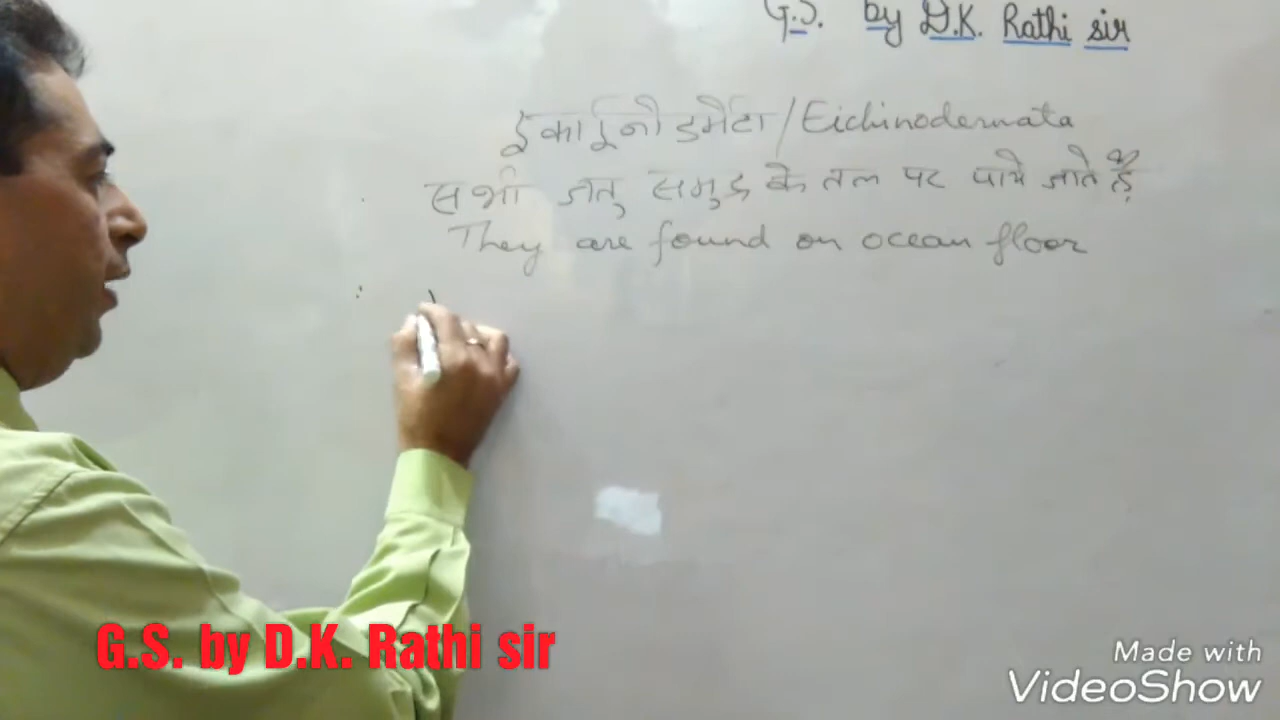 G.S. by D.K. Rathi sir
इकाईनोडर्मेटा / Eichinodermata
सभी जंतु समुद्र के तल पर पाये जाते हैं
They are found on ocean floor
G.S. by D.K. Rathi sir
Made with
VideoShow